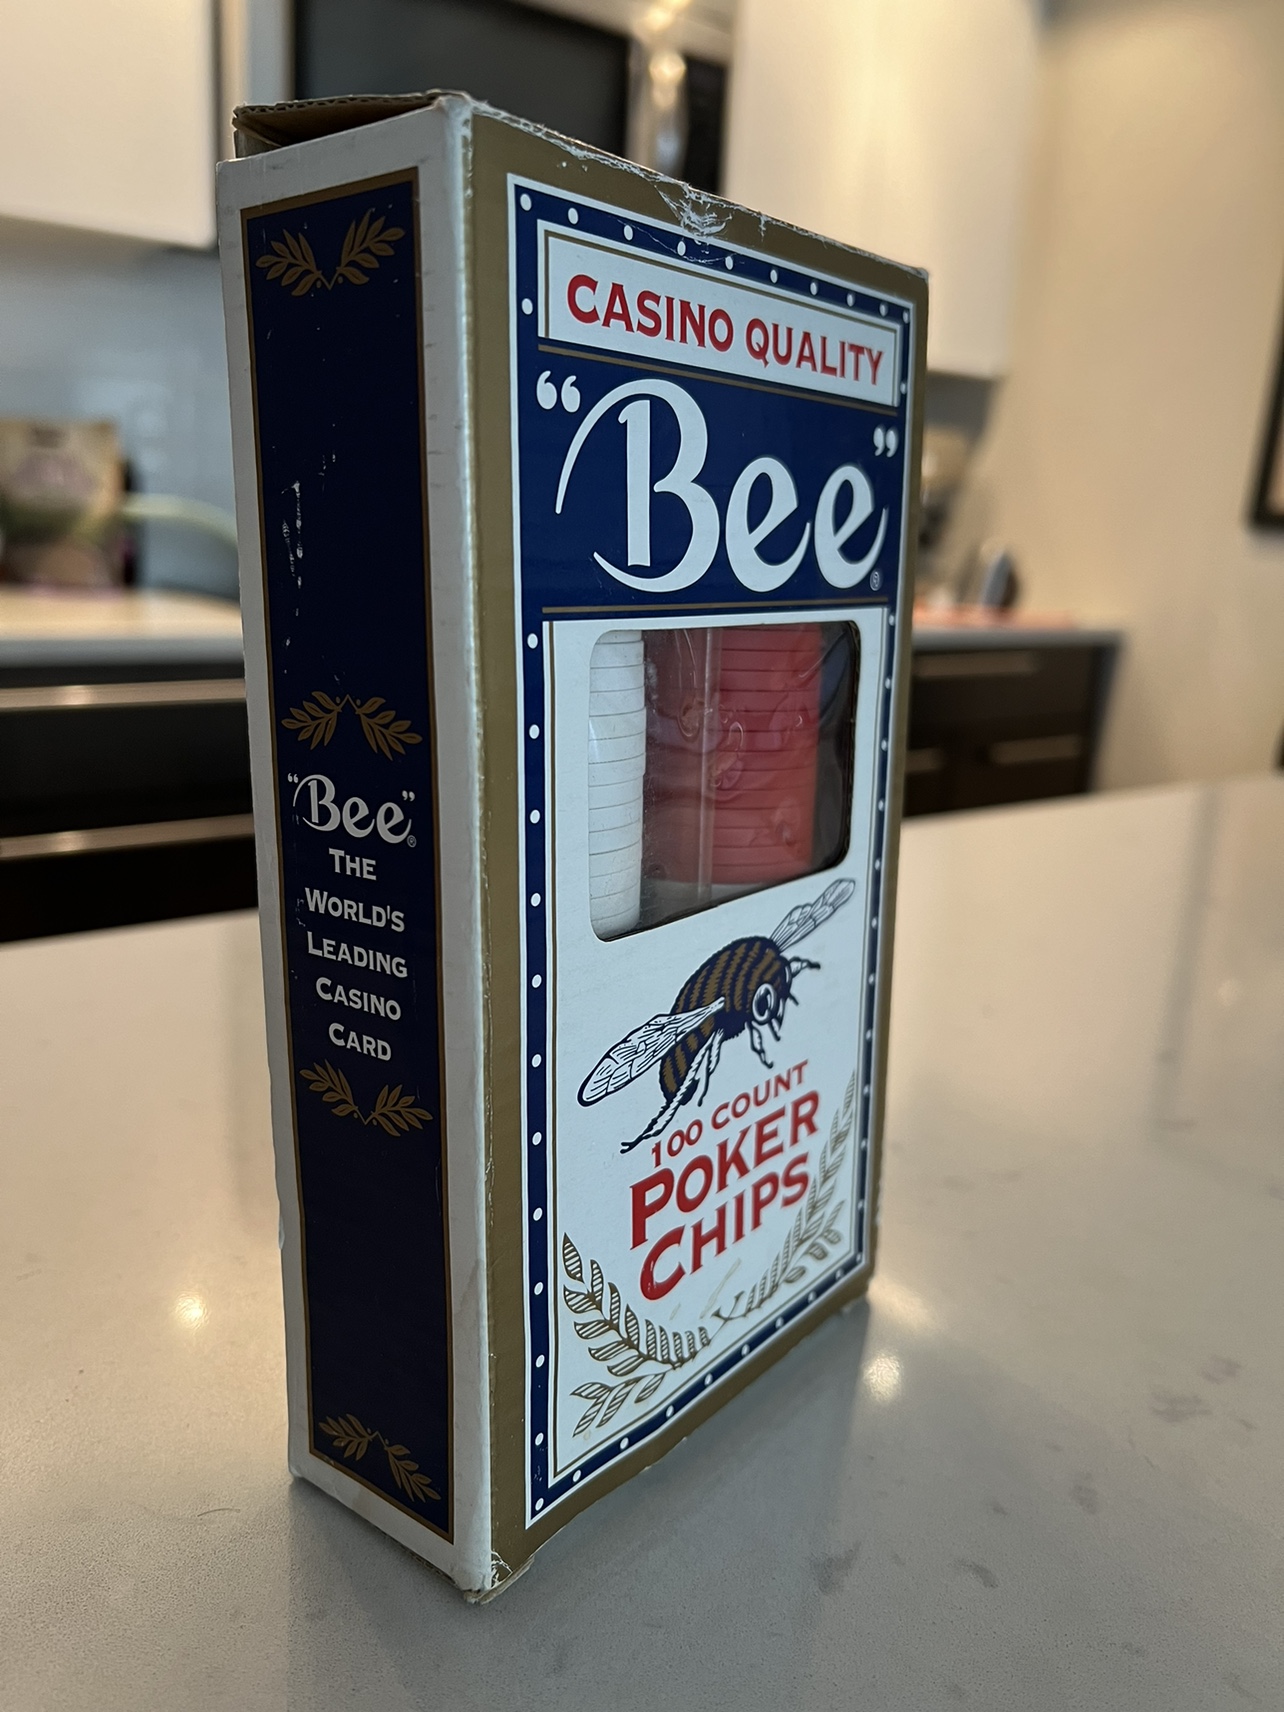 CASINO QUALITY
"Bee"®
100 COUNT
POKER
CHIPS
"Bee"®
THE
WORLD'S
LEADING
CASINO
CARD